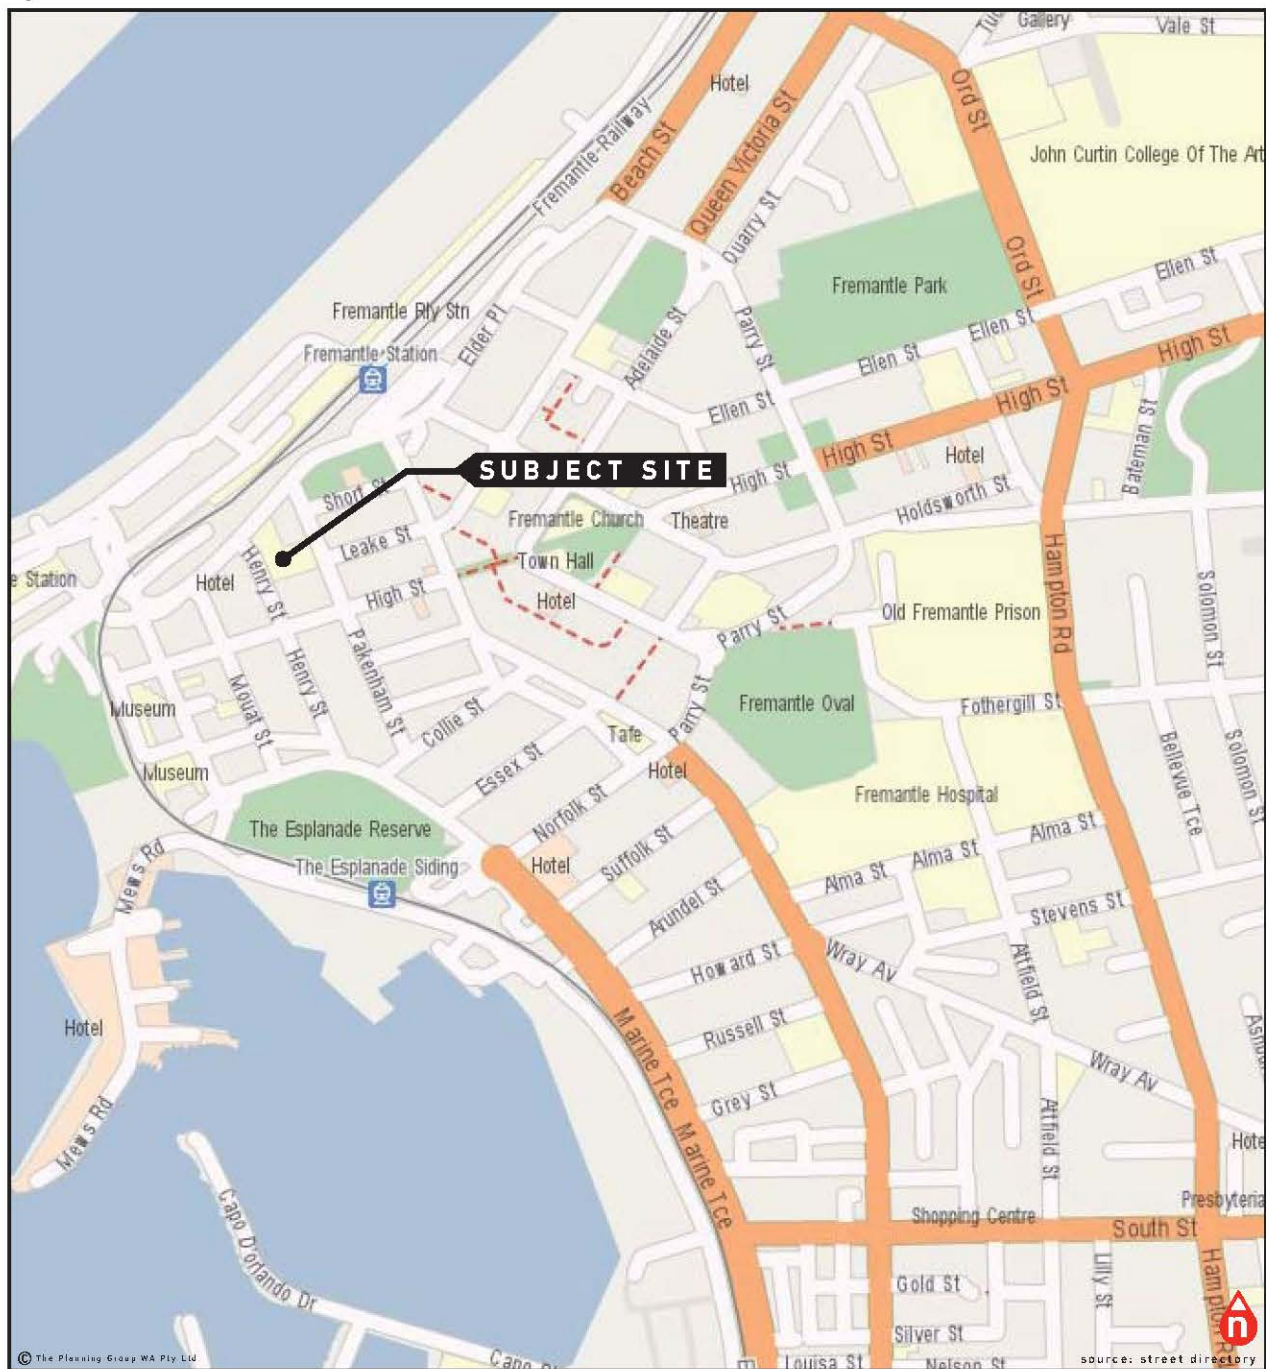 Gallery
Vale St
Hotel
Ord St
Fremantle-Railway
Beach St
Queen Victoria St
John Curtin College Of The Art
Quarry St
Ord St
Ellen St
Fremantle Park
Fremantle Rly Stn
Elder Pl
Adelaide St
Parry St
Ellen St
High St
Fremantle Station
Ellen St
Ellen St
High St
Bateman St
High St
Hotel
SUBJECT SITE
High St
Short St
Holdsworth St
Fremantle Church
Theatre
Leake St
Town Hall
e Station
Hotel
Henry St
High St
Hotel
Hampton Rd
Solomon St
Old Fremantle Prison
Parry St
Pakenham St
Henry St
Mouat St
Museum
Collie St
Parry St
Fremantle Oval
Fothergill St
Tafe
Museum
Essex St
Hotel
Bellevue Tce
Solomon St
Fremantle Hospital
Norfolk St
The Esplanade Reserve
Alma St
Suffolk St
Alma St
The Esplanade Siding
Hotel
Mews Rd
Alma St
Arundel St
Stevens St
Howard St
Wray Av
Attfield St
Hotel
Russell St
Marine Tce
Wray Av
Grey St
Mews Rd
Attfield St
Hote
Marine Tce
Presbyteria
Shopping Centre
South St
Capo D'orlando Dr
Gold St
Lilly St
Hampton Rd
n
Silver St
© The Planning Group WA Pty Ltd
Capo
Louisa St
Nelson St
source: street directory